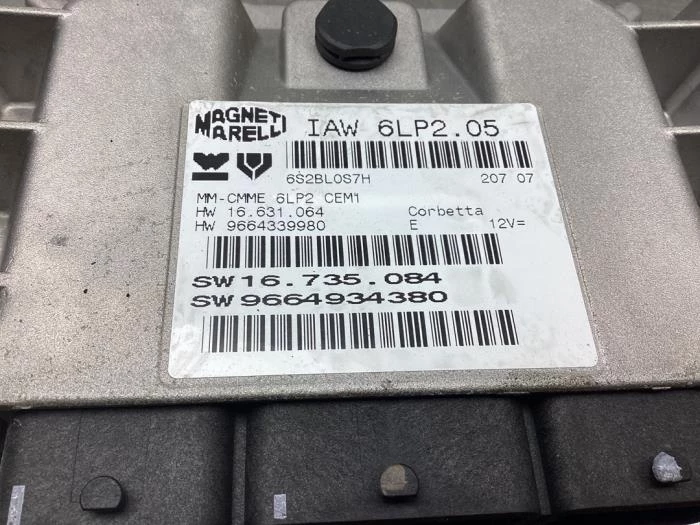 MAGNETI
MARELLI
IAW 6LP2.05
6S2BL0S7H 207 07
MM-CMME 6LP2 CEM1
HW 16.631.064 Corbetta
HW 9664339980 E 12V=
SW 16.735.084
SW 9664934380